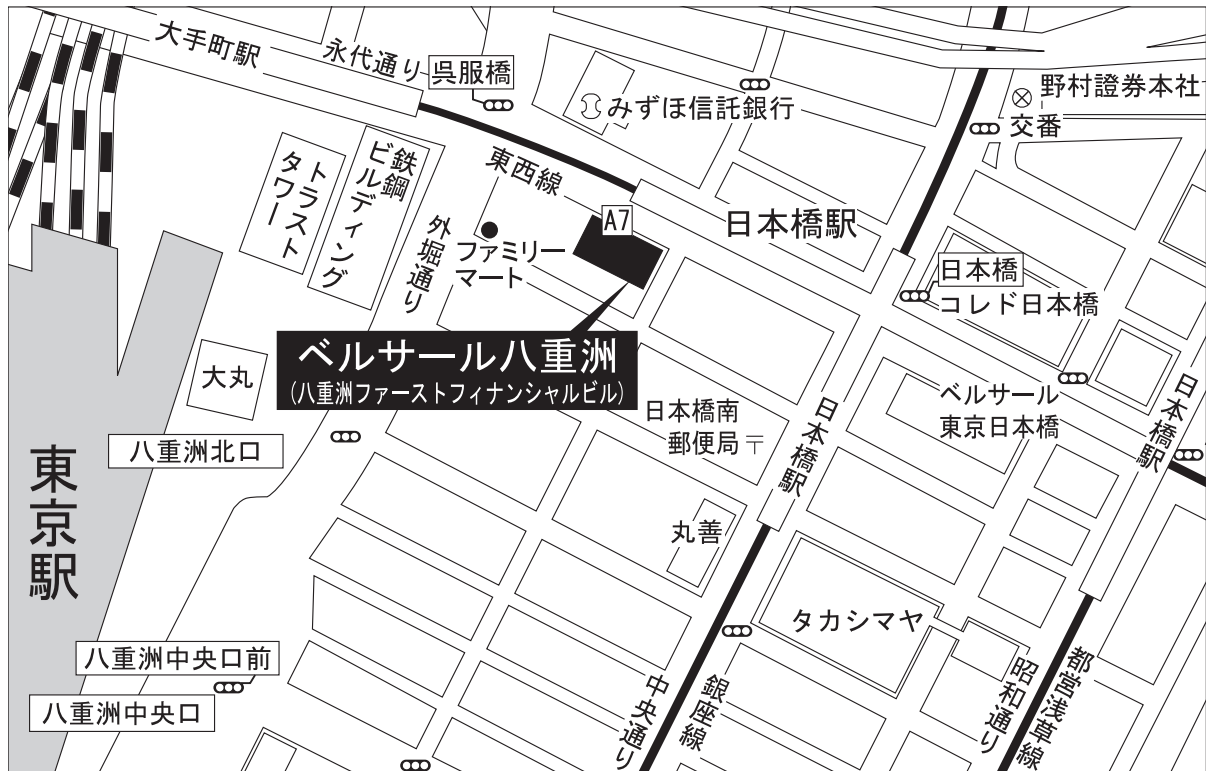 大手町駅
永代通り
呉服橋
みずほ信託銀行
野村證券本社
交番
東西線
A7
日本橋駅
トラスト
タワー
鉄鋼
ビルディング
外堀通り
ファミリー
マート
日本橋
コレド日本橋
ベルサール八重洲
(八重洲ファーストフィナンシャルビル)
大丸
八重洲北口
日本橋南
郵便局〒
日本橋駅
ベルサール
東京日本橋
日本橋駅
東京駅
丸善
タカシマヤ
八重洲中央口前
八重洲中央口
中央通り
銀座線
昭和通り
都営浅草線